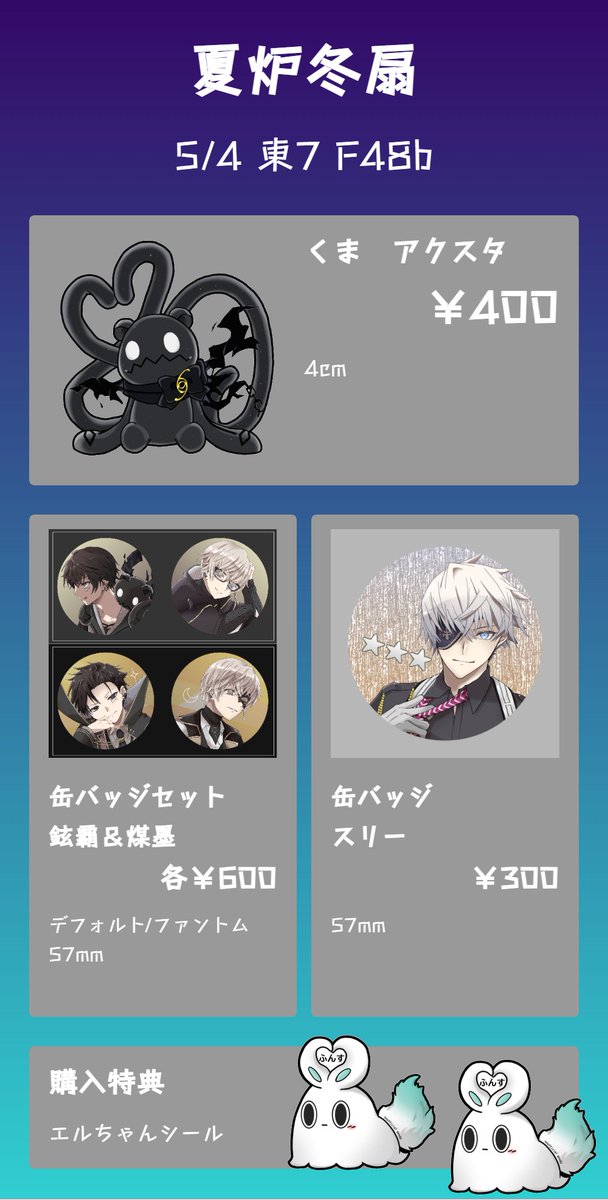 夏炉冬扇
5/4 東7 F48b
くま　アクスタ
￥400
4cm
缶バッジセット
鉉覇＆煤墨
各￥600
デフォルト/ファントム
57mm
缶バッジ
スリー
￥300
57mm
購入特典
エルちゃんシール
ふんす
ふんす